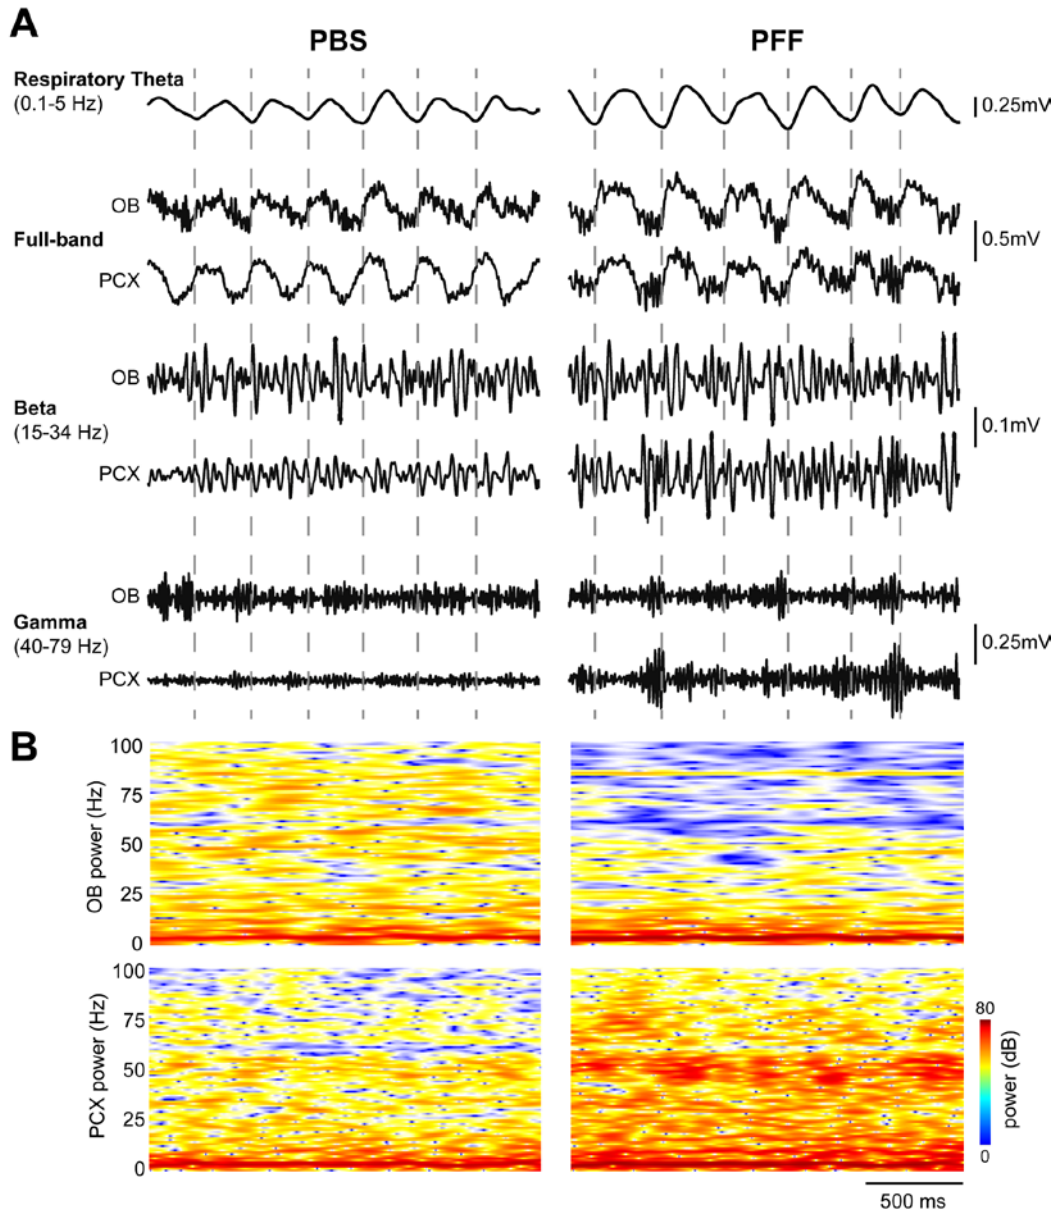 A
PBS
PFF
Respiratory Theta
(0.1-5 Hz)
0.25mV
OB
Full-band
0.5mV
PCX
OB
Beta
(15-34 Hz)
0.1mV
PCX
OB
Gamma
(40-79 Hz)
0.25mV
PCX
B
100
75
50
25
0
OB power (Hz)
100
75
50
25
0
PCX power (Hz)
80
0
power (dB)
500 ms